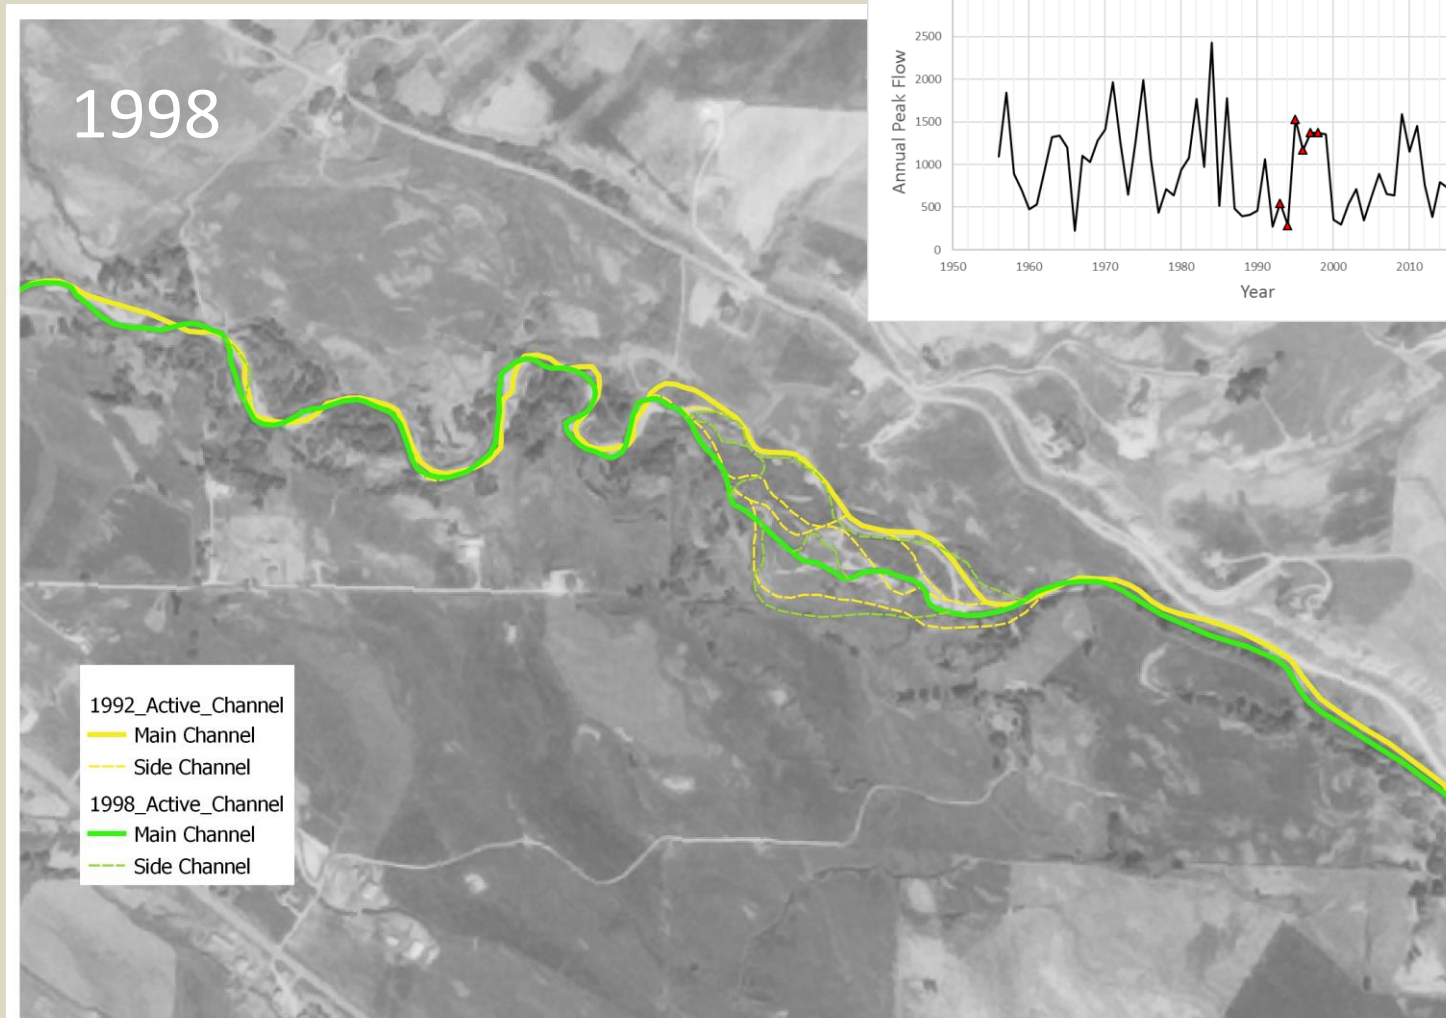 1998
Annual Peak Flow
2500
2000
1500
1000
500
0
1950 1960 1970 1980 1990 2000 2010
Year
1992_Active_Channel
Main Channel
Side Channel
1998_Active_Channel
Main Channel
Side Channel